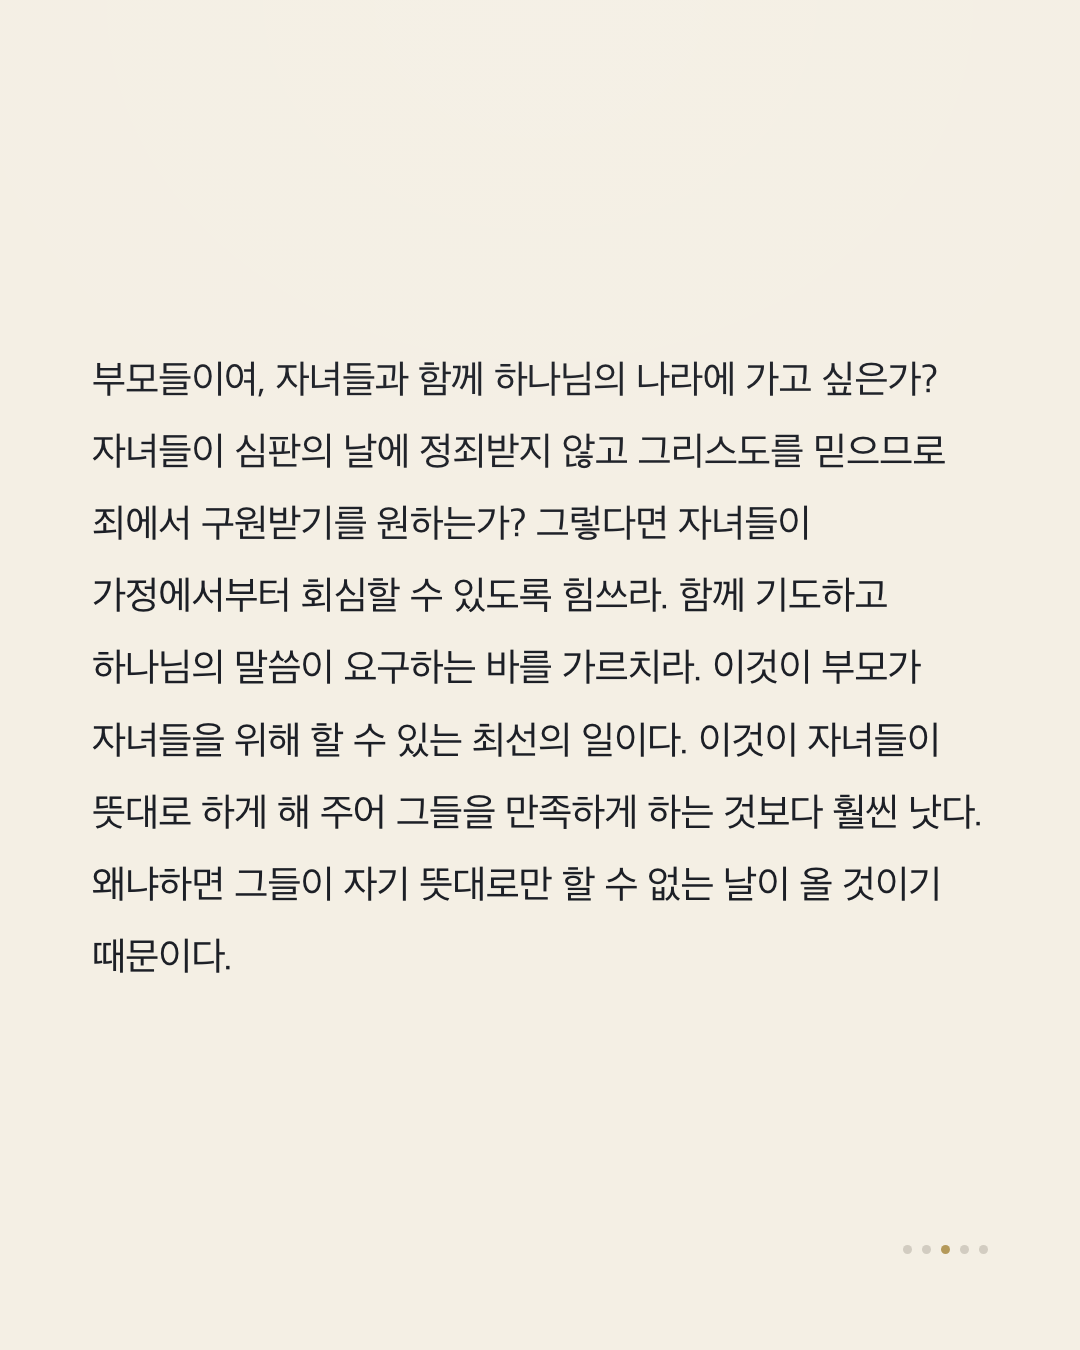 부모들이여, 자녀들과 함께 하나님의 나라에 가고 싶은가?
자녀들이 심판의 날에 정죄받지 않고 그리스도를 믿으므로
죄에서 구원받기를 원하는가? 그렇다면 자녀들이
가정에서부터 회심할 수 있도록 힘쓰라. 함께 기도하고
하나님의 말씀이 요구하는 바를 가르치라. 이것이 부모가
자녀들을 위해 할 수 있는 최선의 일이다. 이것이 자녀들이
뜻대로 하게 해 주어 그들을 만족하게 하는 것보다 훨씬 낫다.
왜냐하면 그들이 자기 뜻대로만 할 수 없는 날이 올 것이기
때문이다.